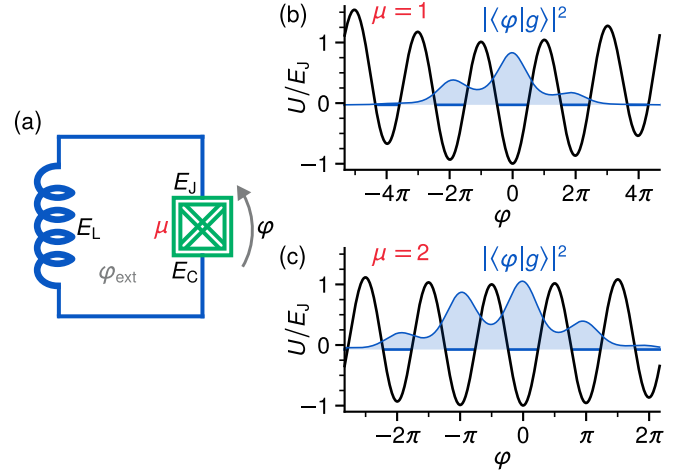 (a)
E_J
μ
E_L
φ
φ_ext
E_C
(b)
μ = 1
|⟨φ|g⟩|²
U/E_J
1
0
−1
−4π
−2π
0
2π
4π
φ
(c)
μ = 2
|⟨φ|g⟩|²
U/E_J
1
0
−1
−2π
−π
0
π
2π
φ